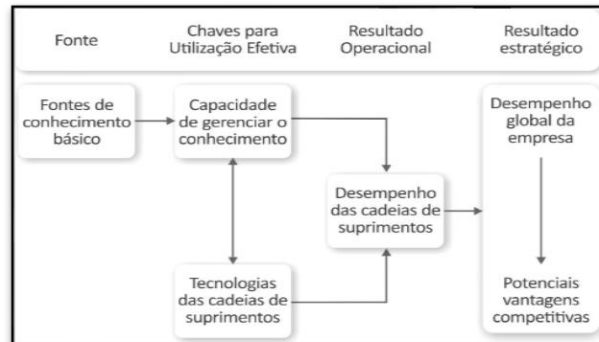 Fonte
Chaves para
Utilização Efetiva
Resultado
Operacional
Resultado
estratégico
Fontes de
conhecimento
básico
Capacidade
de gerenciar o
conhecimento
Desempenho
global da
empresa
Desempenho
das cadeias de
suprimentos
Tecnologias
das cadeias de
suprimentos
Potenciais
vantagens
competitivas